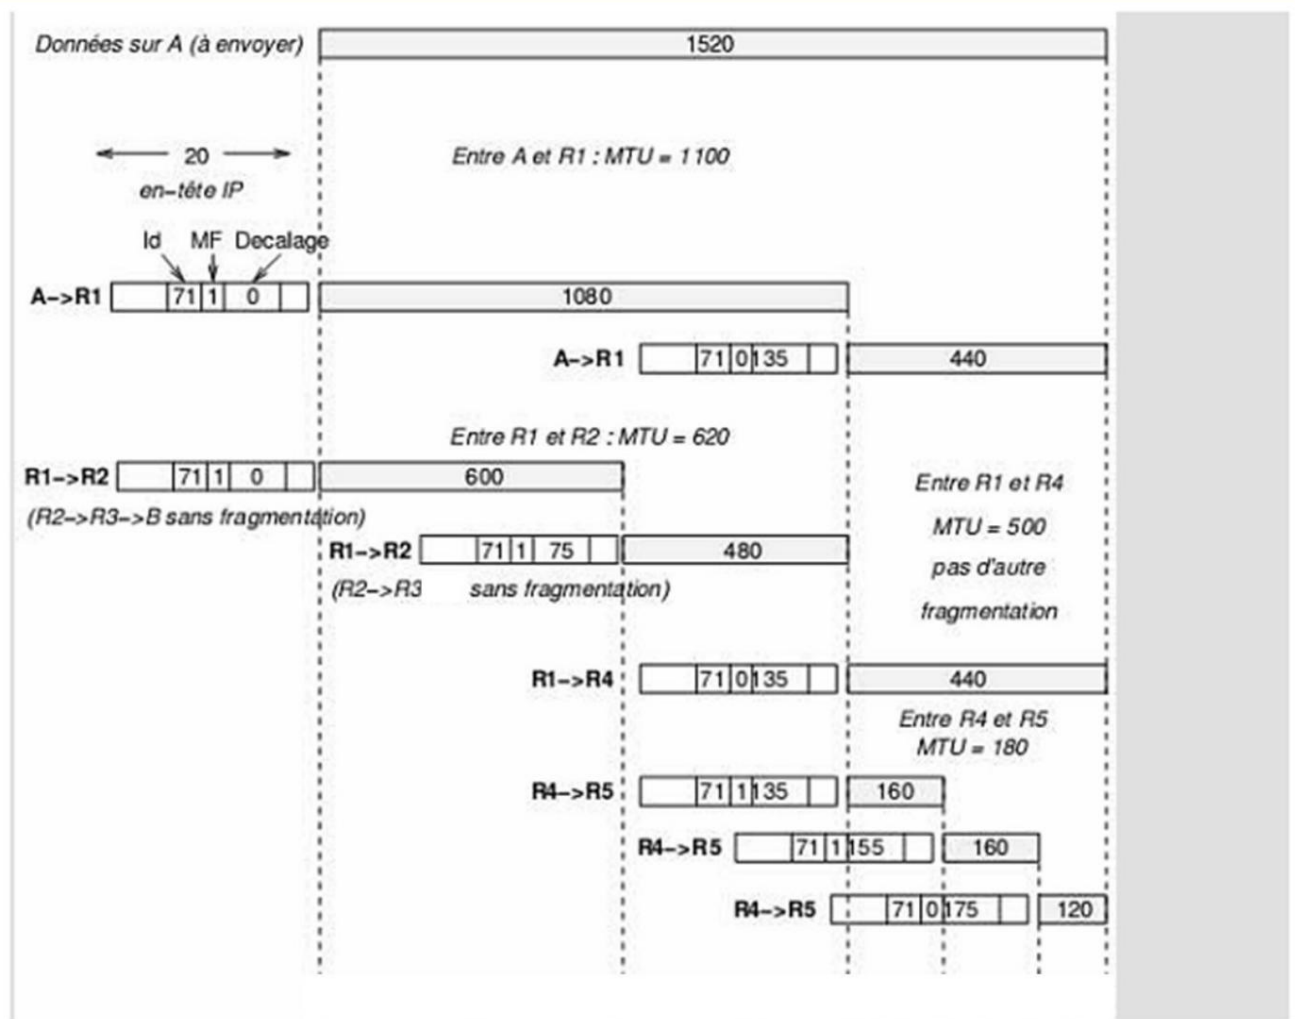 Données sur A (à envoyer)
1520
20
en-tête IP
Entre A et R1 : MTU = 1100
Id MF Decalage
A->R1 71 1 0 1080
A->R1 71 0 135 440
Entre R1 et R2 : MTU = 620
R1->R2 71 1 0 600
(R2->R3->B sans fragmentation)
R1->R2 71 1 75 480
(R2->R3 sans fragmentation)
Entre R1 et R4
MTU = 500
pas d'autre
fragmentation
R1->R4 71 0 135 440
Entre R4 et R5
MTU = 180
R4->R5 71 1 135 160
R4->R5 71 1 155 160
R4->R5 71 0 175 120